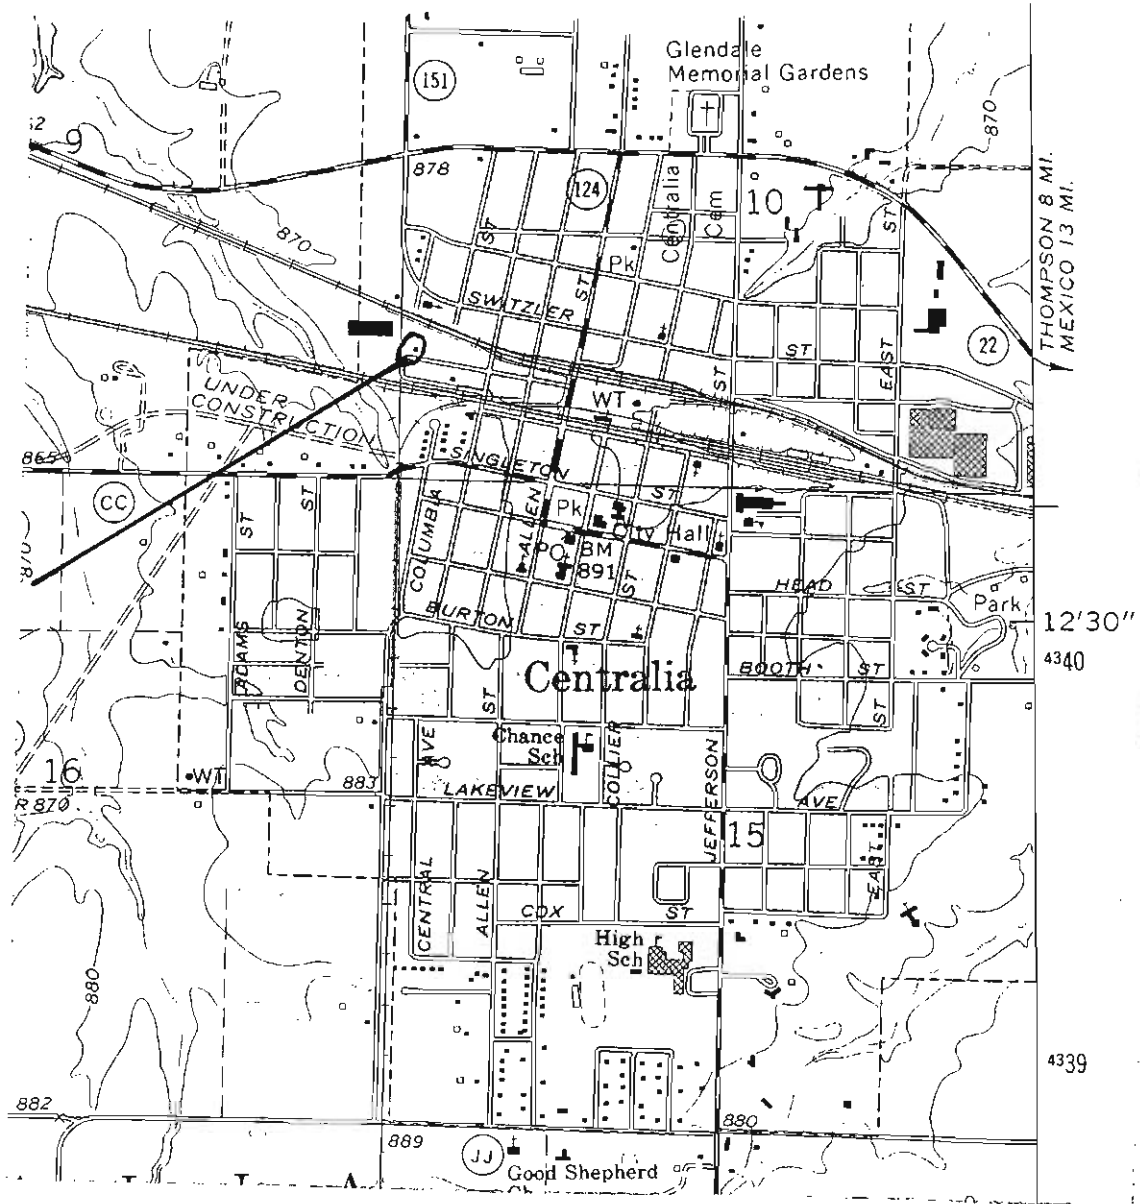 Glendale
Memorial Gardens
151
870
9
878
124
10
Centralia
Cem
ST
ST
870
Pk
ST
SWITZLER
THOMPSON 8 MI.
MEXICO 13 MI.
22
ST
EAST
ST
UNDER
CONSTRUCTION
WT
865
CC
SINGLETON
ST
ST
COLUMBIA
ALLEN
Pk
City Hall
PO
BM
891
ST
870
HEAD
ST
Park
BURTON
ST
12'30"
ADAMS
DENTON
4340
BOOTH
ST
Centralia
ST
ST
Chance
Sch
AVE
COLLIER
JEFFERSON
16
WT
883
LAKEVIEW
AVE
870
15
EAST
CENTRAL
ALLEN
COX
ST
High
Sch
880
4339
882
889
880
JJ
Good Shepherd